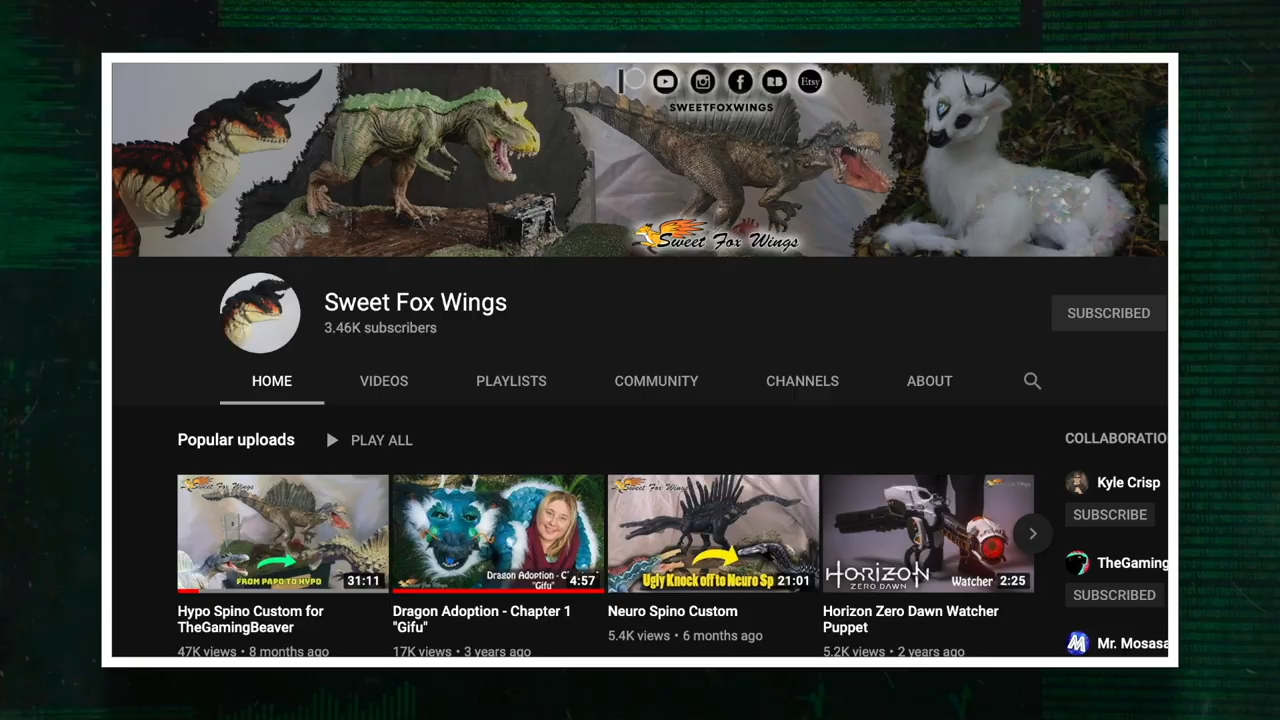 Etsy
SWEETFOXWINGS
Sweet Fox Wings
Sweet Fox Wings
3.46K subscribers
SUBSCRIBED
HOME
VIDEOS
PLAYLISTS
COMMUNITY
CHANNELS
ABOUT
Popular uploads
PLAY ALL
COLLABORATIO
Sweet Fox Wings
FROM PAPO TO HYPO
31:11
Hypo Spino Custom for
TheGamingBeaver
47K views • 8 months ago
Dragon Adoption - C
"Gifu"
4:57
Dragon Adoption - Chapter 1
"Gifu"
17K views • 3 years ago
Sweet Fox Wings
Ugly Knock off to Neuro Sp
21:01
Neuro Spino Custom
5.4K views • 6 months ago
HORIZON
ZERO DAWN
Watcher
2:25
Horizon Zero Dawn Watcher
Puppet
5.2K views • 2 years ago
Kyle Crisp
SUBSCRIBE
TheGaming
SUBSCRIBED
Mr. Mosasa